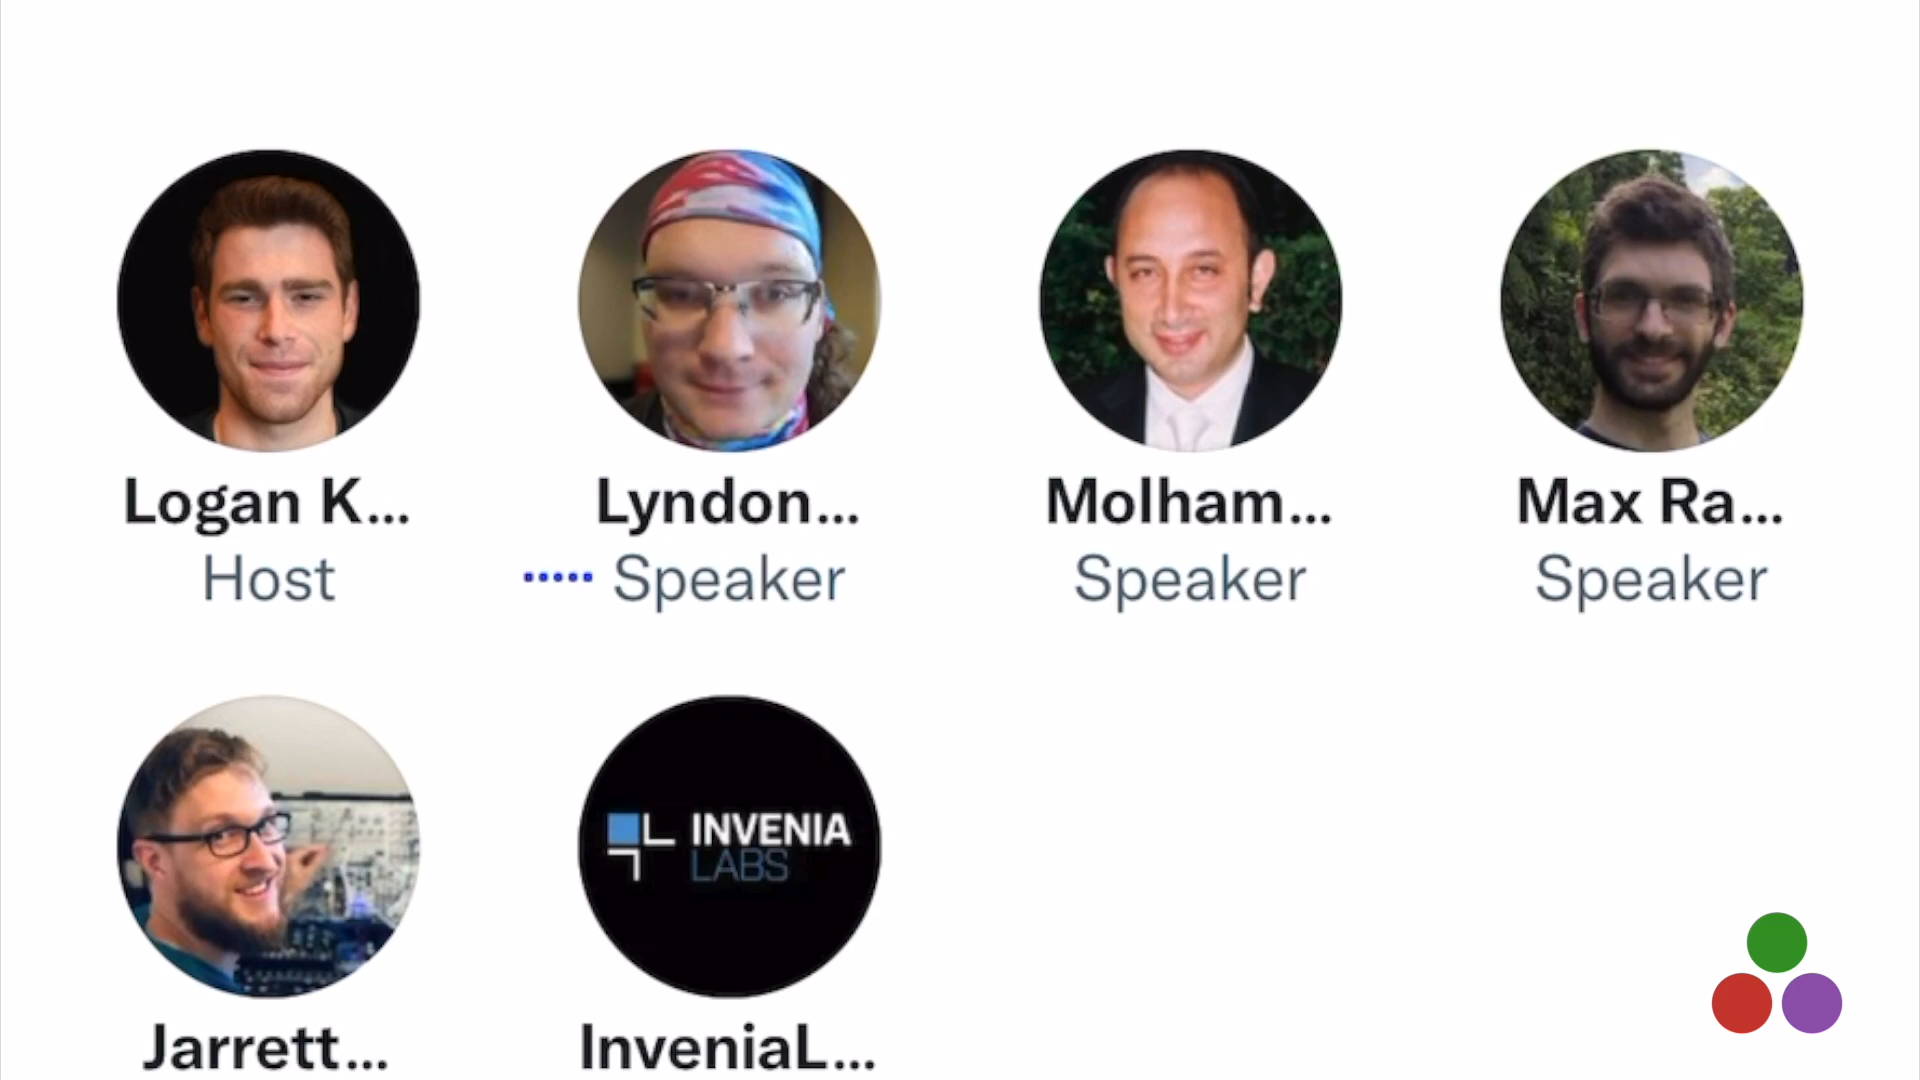 Logan K...
Lyndon...
Molham...
Max Ra...
Host
Speaker
Speaker
Speaker
INVENIA
LABS
Jarrett...
InveniaL...